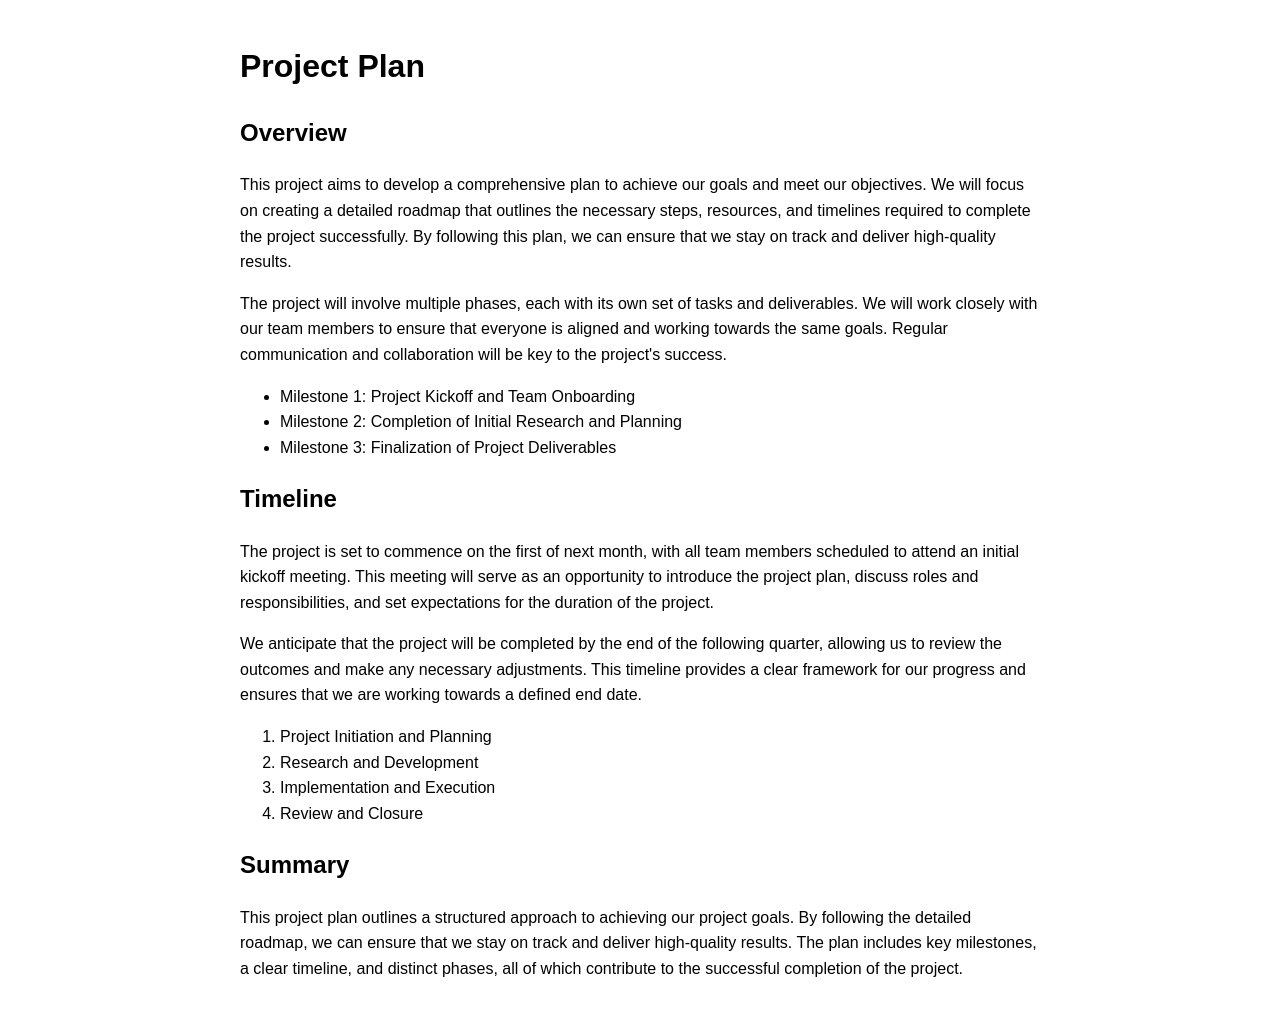 Project Plan
Overview
This project aims to develop a comprehensive plan to achieve our goals and meet our objectives. We will focus
on creating a detailed roadmap that outlines the necessary steps, resources, and timelines required to complete
the project successfully. By following this plan, we can ensure that we stay on track and deliver high-quality
results.
The project will involve multiple phases, each with its own set of tasks and deliverables. We will work closely with
our team members to ensure that everyone is aligned and working towards the same goals. Regular
communication and collaboration will be key to the project's success.
• Milestone 1: Project Kickoff and Team Onboarding
• Milestone 2: Completion of Initial Research and Planning
• Milestone 3: Finalization of Project Deliverables
Timeline
The project is set to commence on the first of next month, with all team members scheduled to attend an initial
kickoff meeting. This meeting will serve as an opportunity to introduce the project plan, discuss roles and
responsibilities, and set expectations for the duration of the project.
We anticipate that the project will be completed by the end of the following quarter, allowing us to review the
outcomes and make any necessary adjustments. This timeline provides a clear framework for our progress and
ensures that we are working towards a defined end date.
1. Project Initiation and Planning
2. Research and Development
3. Implementation and Execution
4. Review and Closure
Summary
This project plan outlines a structured approach to achieving our project goals. By following the detailed
roadmap, we can ensure that we stay on track and deliver high-quality results. The plan includes key milestones,
a clear timeline, and distinct phases, all of which contribute to the successful completion of the project.